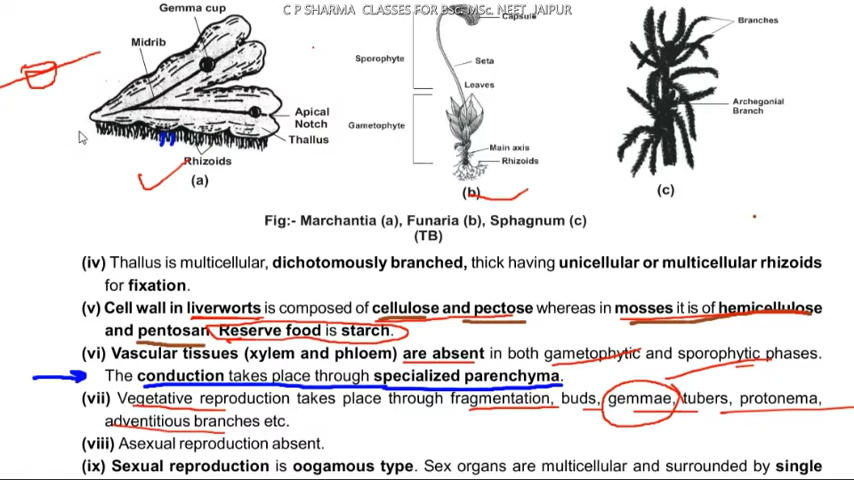 C P SHARMA CLASSES FOR BSc. MSc. NEET, JAIPUR
Gemma cup
Midrib
Apical
Notch
Thallus
Rhizoids
(a)
Capsule
Sporophyte
Seta
Leaves
Gametophyte
Main axis
Rhizoids
(b)
Branches
Archegonial
Branch
(c)
Fig:- Marchantia (a), Funaria (b), Sphagnum (c)
(TB)
(iv) Thallus is multicellular, dichotomously branched, thick having unicellular or multicellular rhizoids
for fixation.
(v) Cell wall in liverworts is composed of cellulose and pectose whereas in mosses it is of hemicellulose
and pentosan. Reserve food is starch.
(vi) Vascular tissues (xylem and phloem) are absent in both gametophytic and sporophytic phases.
The conduction takes place through specialized parenchyma.
(vii) Vegetative reproduction takes place through fragmentation, buds, gemmae, tubers, protonema,
adventitious branches etc.
(viii) Asexual reproduction absent.
(ix) Sexual reproduction is oogamous type. Sex organs are multicellular and surrounded by single